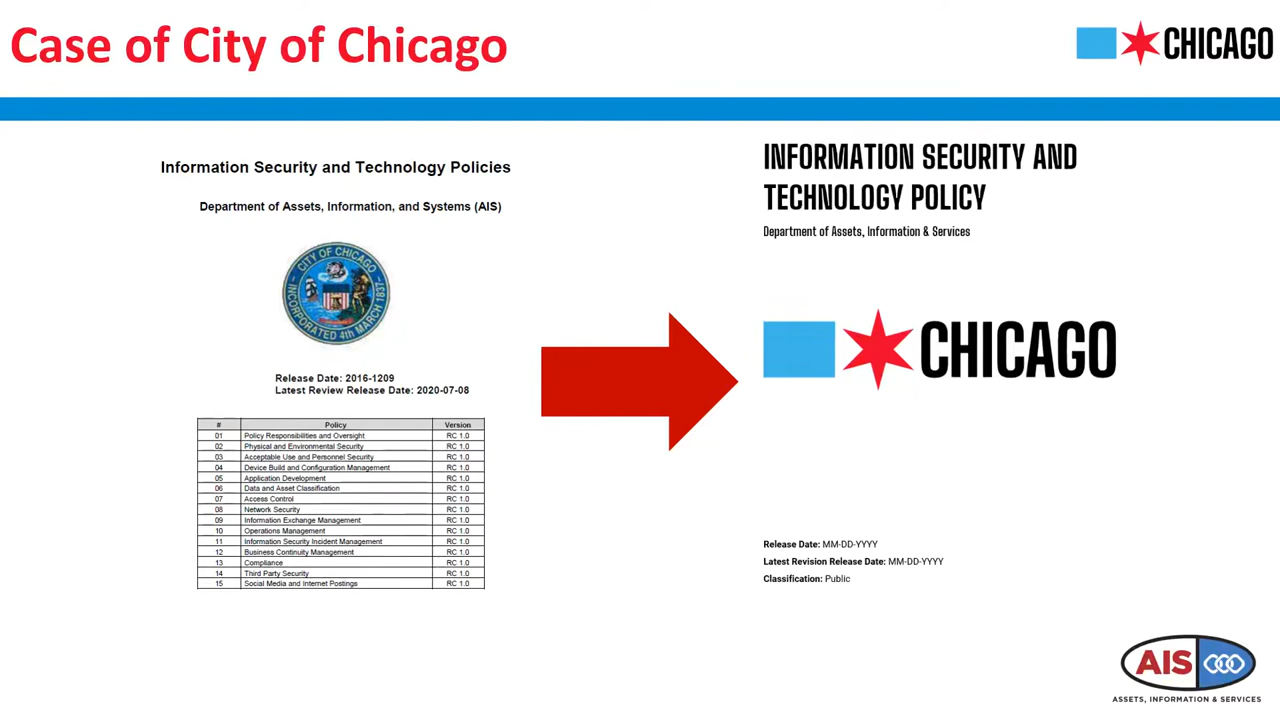 Case of City of Chicago
CHICAGO
Information Security and Technology Policies
Department of Assets, Information, and Systems (AIS)
CITY OF CHICAGO
INCORPORATED 4th MARCH 1837
Release Date: 2016-1209
Latest Review Release Date: 2020-07-08
# Policy Version
01 Policy Responsibilities and Oversight RC 1.0
02 Physical and Environmental Security RC 1.0
03 Acceptable Use and Personnel Security RC 1.0
04 Device Build and Configuration Management RC 1.0
05 Application Development RC 1.0
06 Data and Asset Classification RC 1.0
07 Access Control RC 1.0
08 Network Security RC 1.0
09 Information Exchange Management RC 1.0
10 Operations Management RC 1.0
11 Information Security Incident Management RC 1.0
12 Business Continuity Management RC 1.0
13 Compliance RC 1.0
14 Third Party Security RC 1.0
15 Social Media and Internet Postings RC 1.0
INFORMATION SECURITY AND
TECHNOLOGY POLICY
Department of Assets, Information & Services
CHICAGO
Release Date: MM-DD-YYYY
Latest Revision Release Date: MM-DD-YYYY
Classification: Public
AIS
ASSETS, INFORMATION & SERVICES